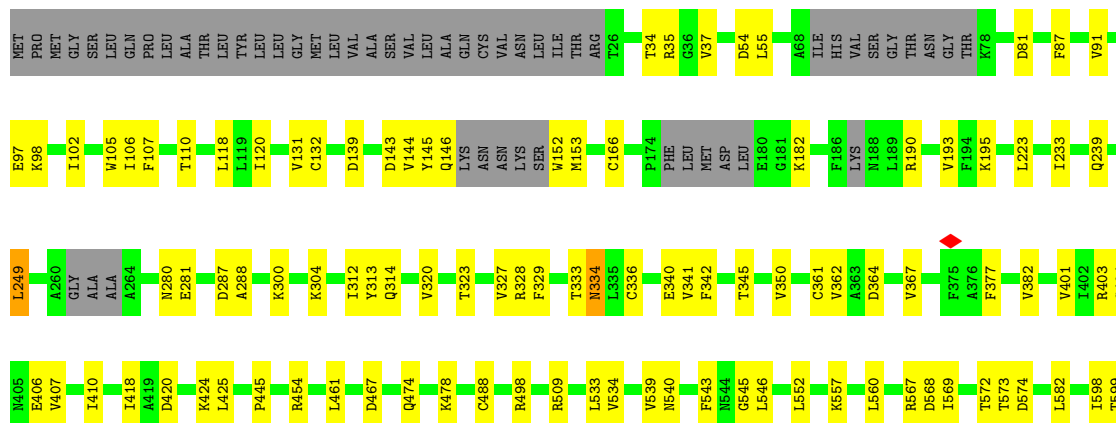 MET PRO MET GLY SER LEU GLN PRO LEU ALA THR LEU TYR LEU LEU GLY MET LEU VAL ALA SER VAL LEU ALA GLN CYS VAL ASN LEU ILE THR ARG T26 T34 R35 G36 V37 D54 L55 A68 ILE HIS VAL SER GLY THR ASN GLY THR K78 D81 F87 V91
E97 K98 I102 W105 I106 F107 T110 L118 L119 I120 V131 C132 D139 D143 V144 Y145 Q146 LYS ASN ASN LYS SER W152 M153 C166 P174 PHE LEU MET ASP LEU E180 G181 K182 F186 LYS N188 L189 R190 V193 F194 K195 L223 I233 Q239
L249 A260 GLY ALA ALA A264 N280 E281 D287 A288 K300 K304 I312 Y313 Q314 V320 T323 V327 R328 F329 T333 N334 L335 C336 E340 V341 F342 T345 V350 C361 V362 A363 D364 V367 F375 A376 F377 V382 V401 I402 R403
N405 E406 V407 I410 I418 A419 D420 K424 L425 P445 R454 L461 D467 Q474 K478 C488 R498 R509 L533 V534 V539 N540 F543 N544 G545 L546 L552 K557 L560 R567 D568 I569 T572 T573 D574 L582 I598